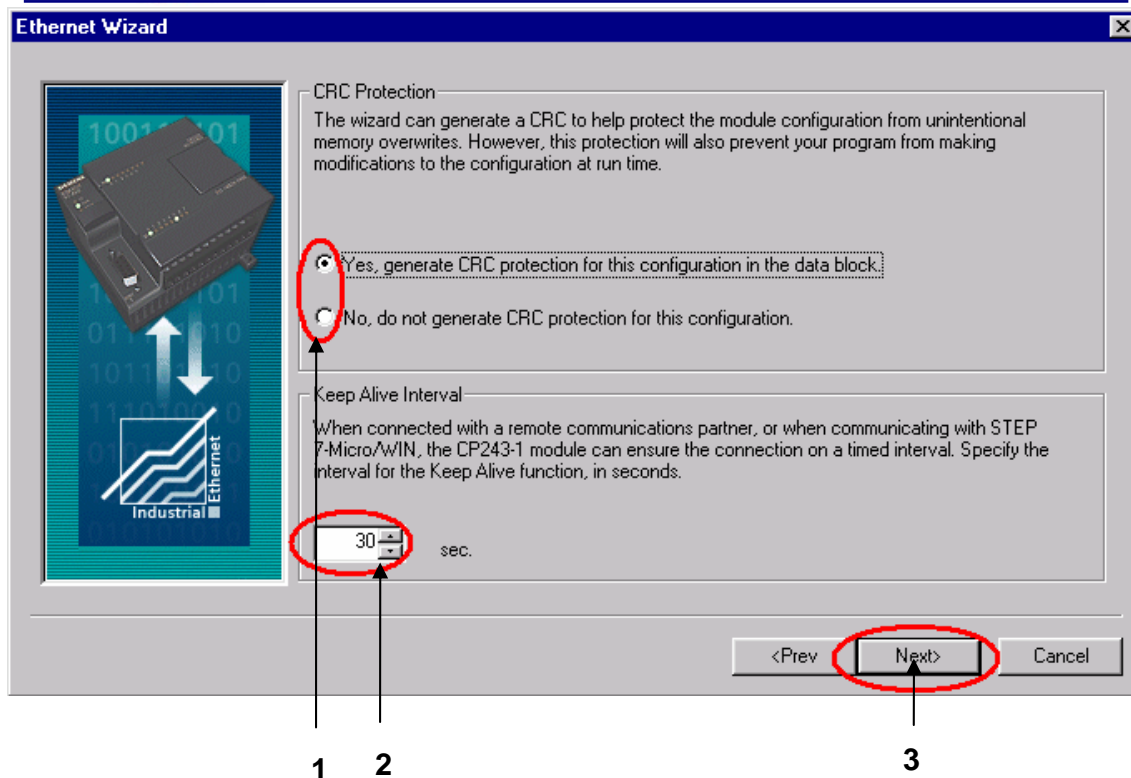 Ethernet Wizard
CRC Protection
The wizard can generate a CRC to help protect the module configuration from unintentional
memory overwrites. However, this protection will also prevent your program from making
modifications to the configuration at run time.
Yes, generate CRC protection for this configuration in the data block.
No, do not generate CRC protection for this configuration.
Keep Alive Interval
When connected with a remote communications partner, or when communicating with STEP
7-Micro/WIN, the CP243-1 module can ensure the connection on a timed interval. Specify the
interval for the Keep Alive function, in seconds.
30 sec.
Industrial
Ethernet
<Prev Next> Cancel
1 2 3